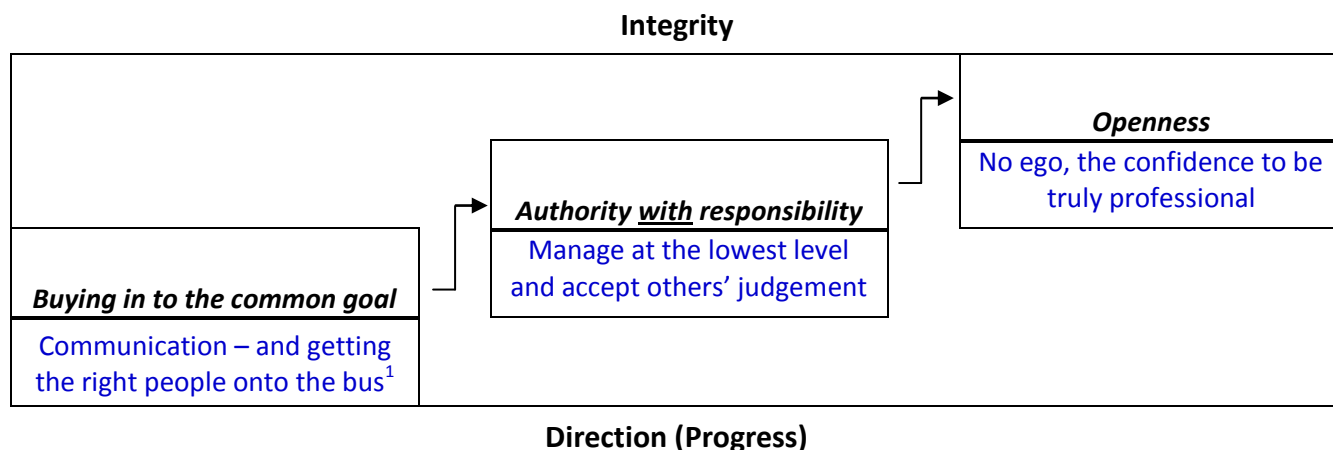 Integrity
Openness
No ego, the confidence to be
truly professional
Authority with responsibility
Manage at the lowest level
and accept others’ judgement
Buying in to the common goal
Communication – and getting
the right people onto the bus1
Direction (Progress)